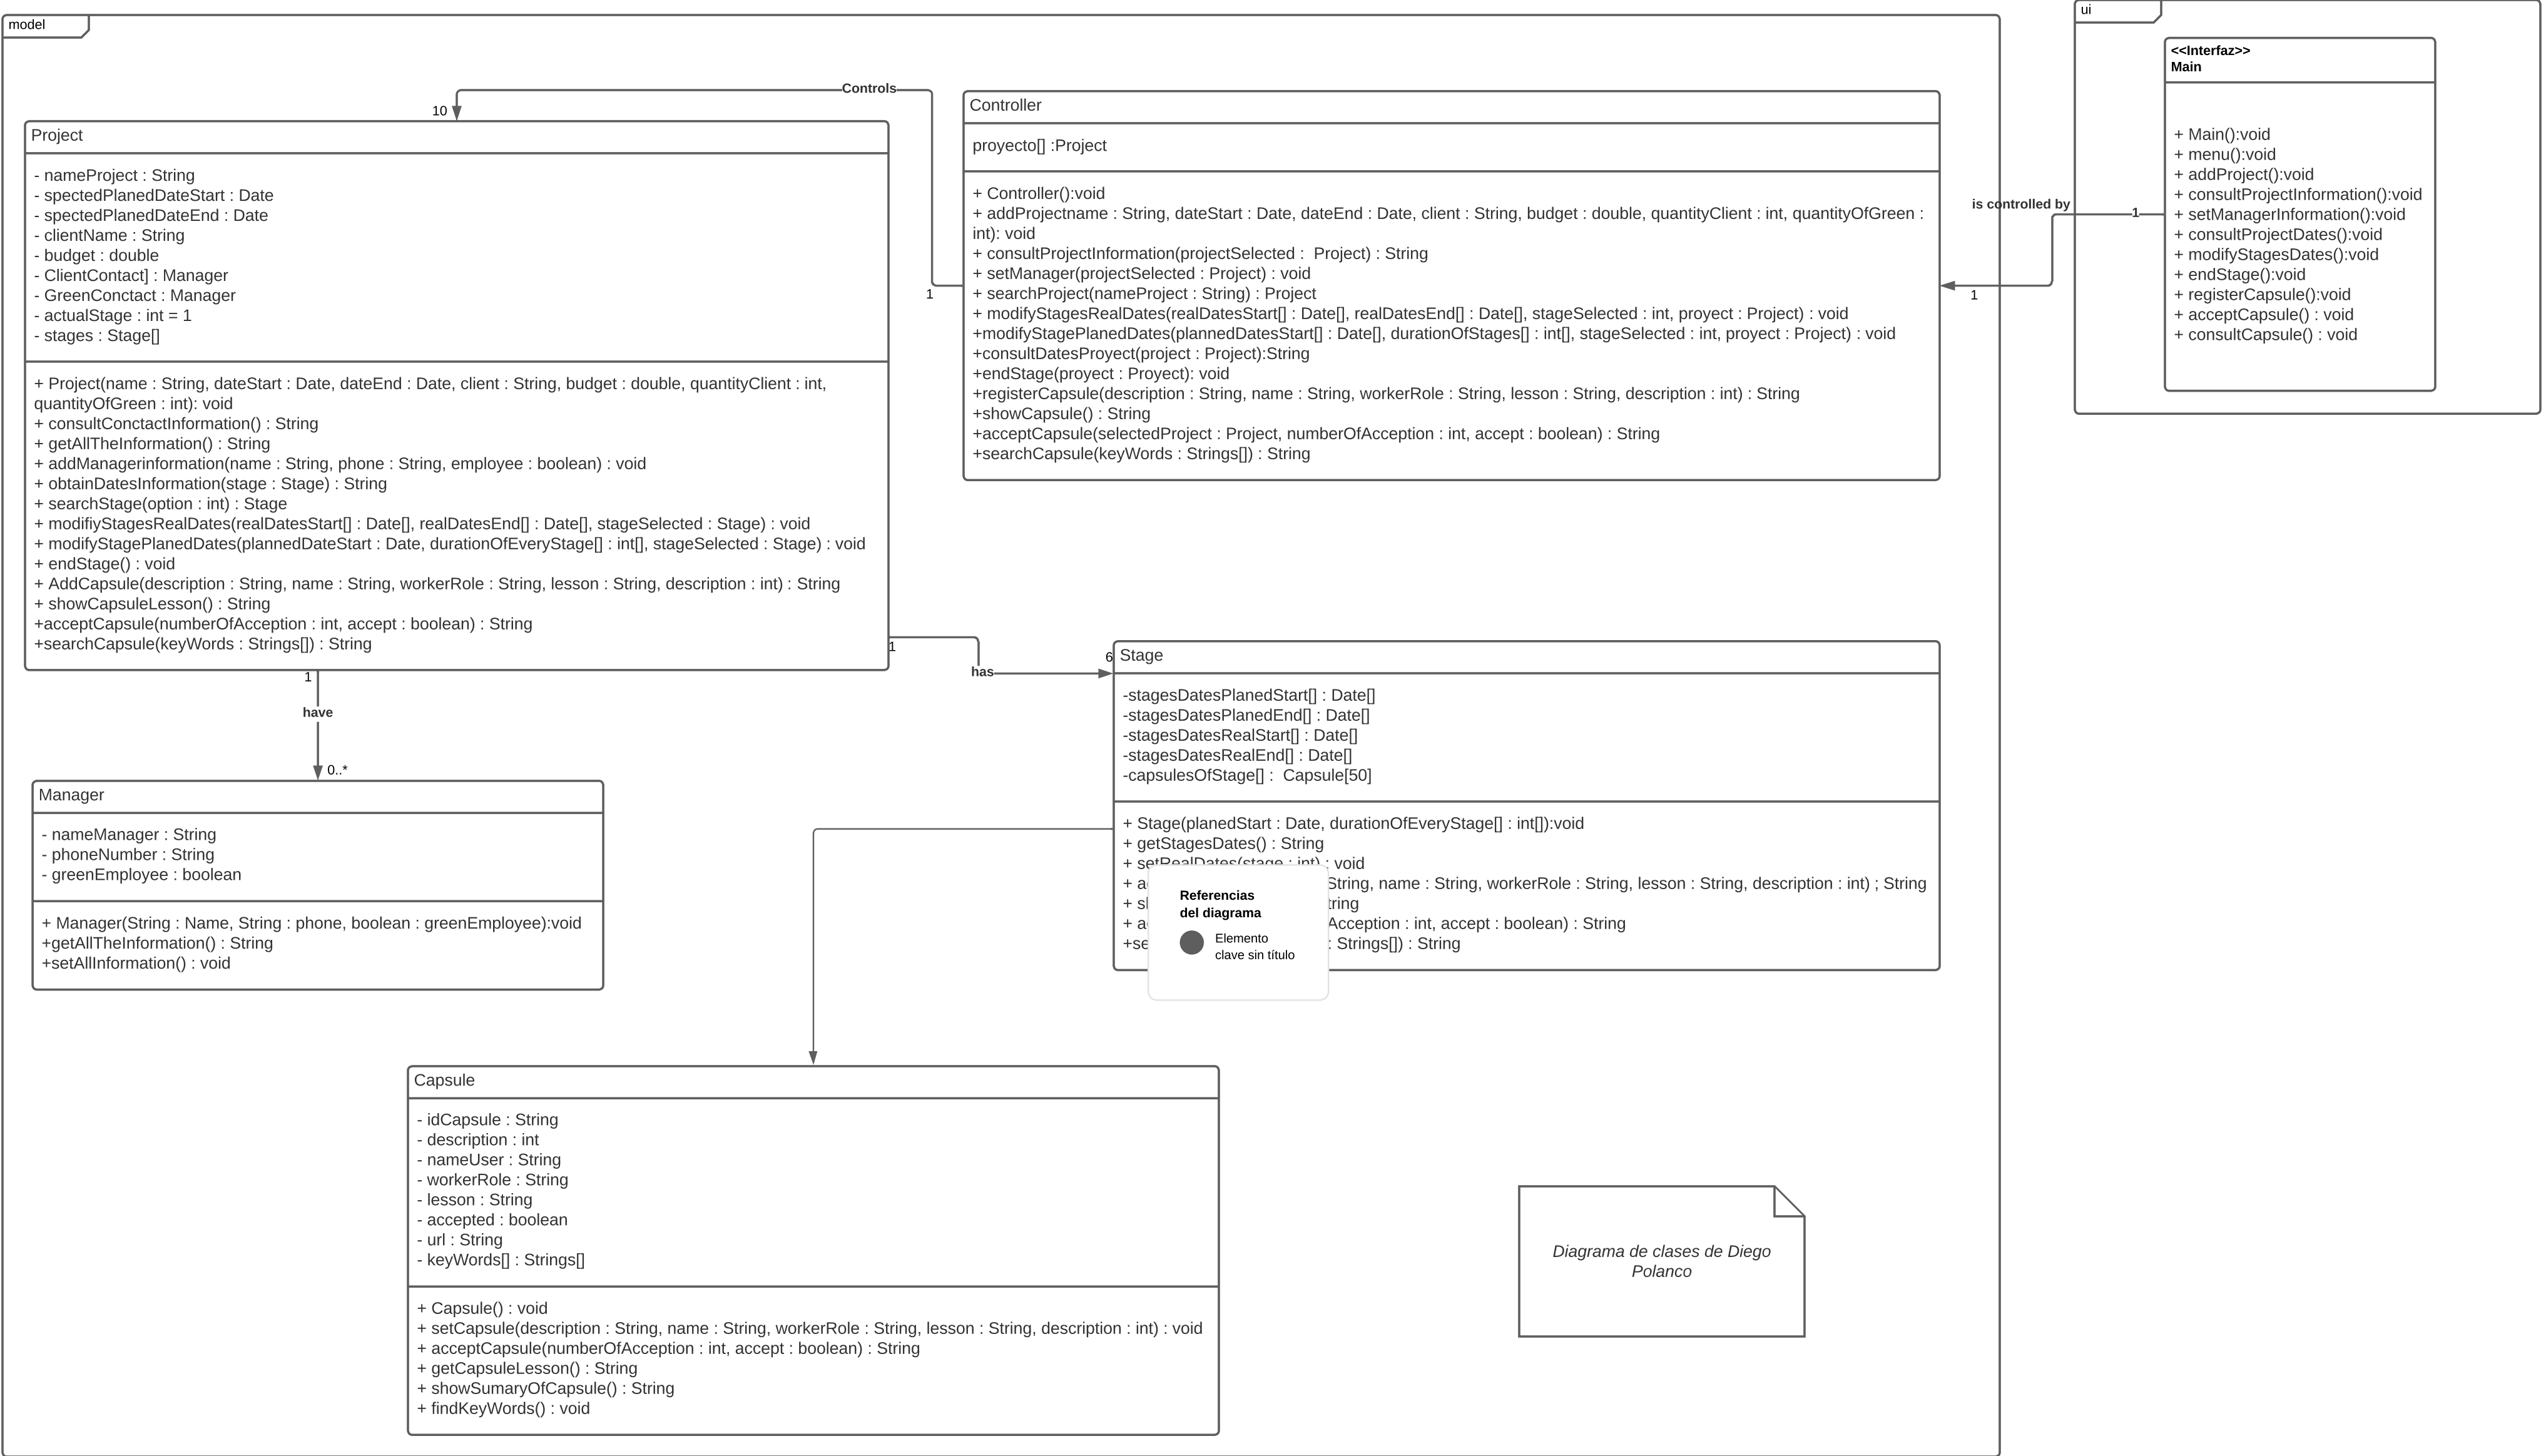 model
Controls
10
1
Project
- nameProject : String
- spectedPlanedDateStart : Date
- spectedPlanedDateEnd : Date
- clientName : String
- budget : double
- ClientContact] : Manager
- GreenConctact : Manager
- actualStage : int = 1
- stages : Stage[]
+ Project(name : String, dateStart : Date, dateEnd : Date, client : String, budget : double, quantityClient : int,
quantityOfGreen : int): void
+ consultConctactInformation() : String
+ getAllTheInformation() : String
+ addManagerinformation(name : String, phone : String, employee : boolean) : void
+ obtainDatesInformation(stage : Stage) : String
+ searchStage(option : int) : Stage
+ modifiyStagesRealDates(realDatesStart[] : Date[], realDatesEnd[] : Date[], stageSelected : Stage) : void
+ modifyStagePlanedDates(plannedDateStart : Date, durationOfEveryStage[] : int[], stageSelected : Stage) : void
+ endStage() : void
+ AddCapsule(description : String, name : String, workerRole : String, lesson : String, description : int) : String
+ showCapsuleLesson() : String
+acceptCapsule(numberOfAcception : int, accept : boolean) : String
+searchCapsule(keyWords : Strings[]) : String
Controller
proyecto[] :Project
+ Controller():void
+ addProjectname : String, dateStart : Date, dateEnd : Date, client : String, budget : double, quantityClient : int, quantityOfGreen :
int): void
+ consultProjectInformation(projectSelected :  Project) : String
+ setManager(projectSelected : Project) : void
+ searchProject(nameProject : String) : Project
+ modifyStagesRealDates(realDatesStart[] : Date[], realDatesEnd[] : Date[], stageSelected : int, proyect : Project) : void
+modifyStagePlanedDates(plannedDatesStart[] : Date[], durationOfStages[] : int[], stageSelected : int, proyect : Project) : void
+consultDatesProyect(project : Project):String
+endStage(proyect : Proyect): void
+registerCapsule(description : String, name : String, workerRole : String, lesson : String, description : int) : String
+showCapsule() : String
+acceptCapsule(selectedProject : Project, numberOfAcception : int, accept : boolean) : String
+searchCapsule(keyWords : Strings[]) : String
is controlled by
1
1
ui
<<Interfaz>>
Main
+ Main():void
+ menu():void
+ addProject():void
+ consultProjectInformation():void
+ setManagerInformation():void
+ consultProjectDates():void
+ modifyStagesDates():void
+ endStage():void
+ registerCapsule():void
+ acceptCapsule() : void
+ consultCapsule() : void
1
has
6
1
have
0..*
Manager
- nameManager : String
- phoneNumber : String
- greenEmployee : boolean
+ Manager(String : Name, String : phone, boolean : greenEmployee):void
+getAllTheInformation() : String
+setAllInformation() : void
Stage
-stagesDatesPlanedStart[] : Date[]
-stagesDatesPlanedEnd[] : Date[]
-stagesDatesRealStart[] : Date[]
-stagesDatesRealEnd[] : Date[]
-capsulesOfStage[] :  Capsule[50]
+ Stage(planedStart : Date, durationOfEveryStage[] : int[]):void
+ getStagesDates() : String
+ setRealDates(stage : int) : void
+ String, name : String, workerRole : String, lesson : String, description : int) ; String
+
+ : int, accept : boolean) : String
: Strings[]) : String
Referencias
del diagrama
Elemento
clave sin título
Capsule
- idCapsule : String
- description : int
- nameUser : String
- workerRole : String
- lesson : String
- accepted : boolean
- url : String
- keyWords[] : Strings[]
+ Capsule() : void
+ setCapsule(description : String, name : String, workerRole : String, lesson : String, description : int) : void
+ acceptCapsule(numberOfAcception : int, accept : boolean) : String
+ getCapsuleLesson() : String
+ showSumaryOfCapsule() : String
+ findKeyWords() : void
Diagrama de clases de Diego
Polanco